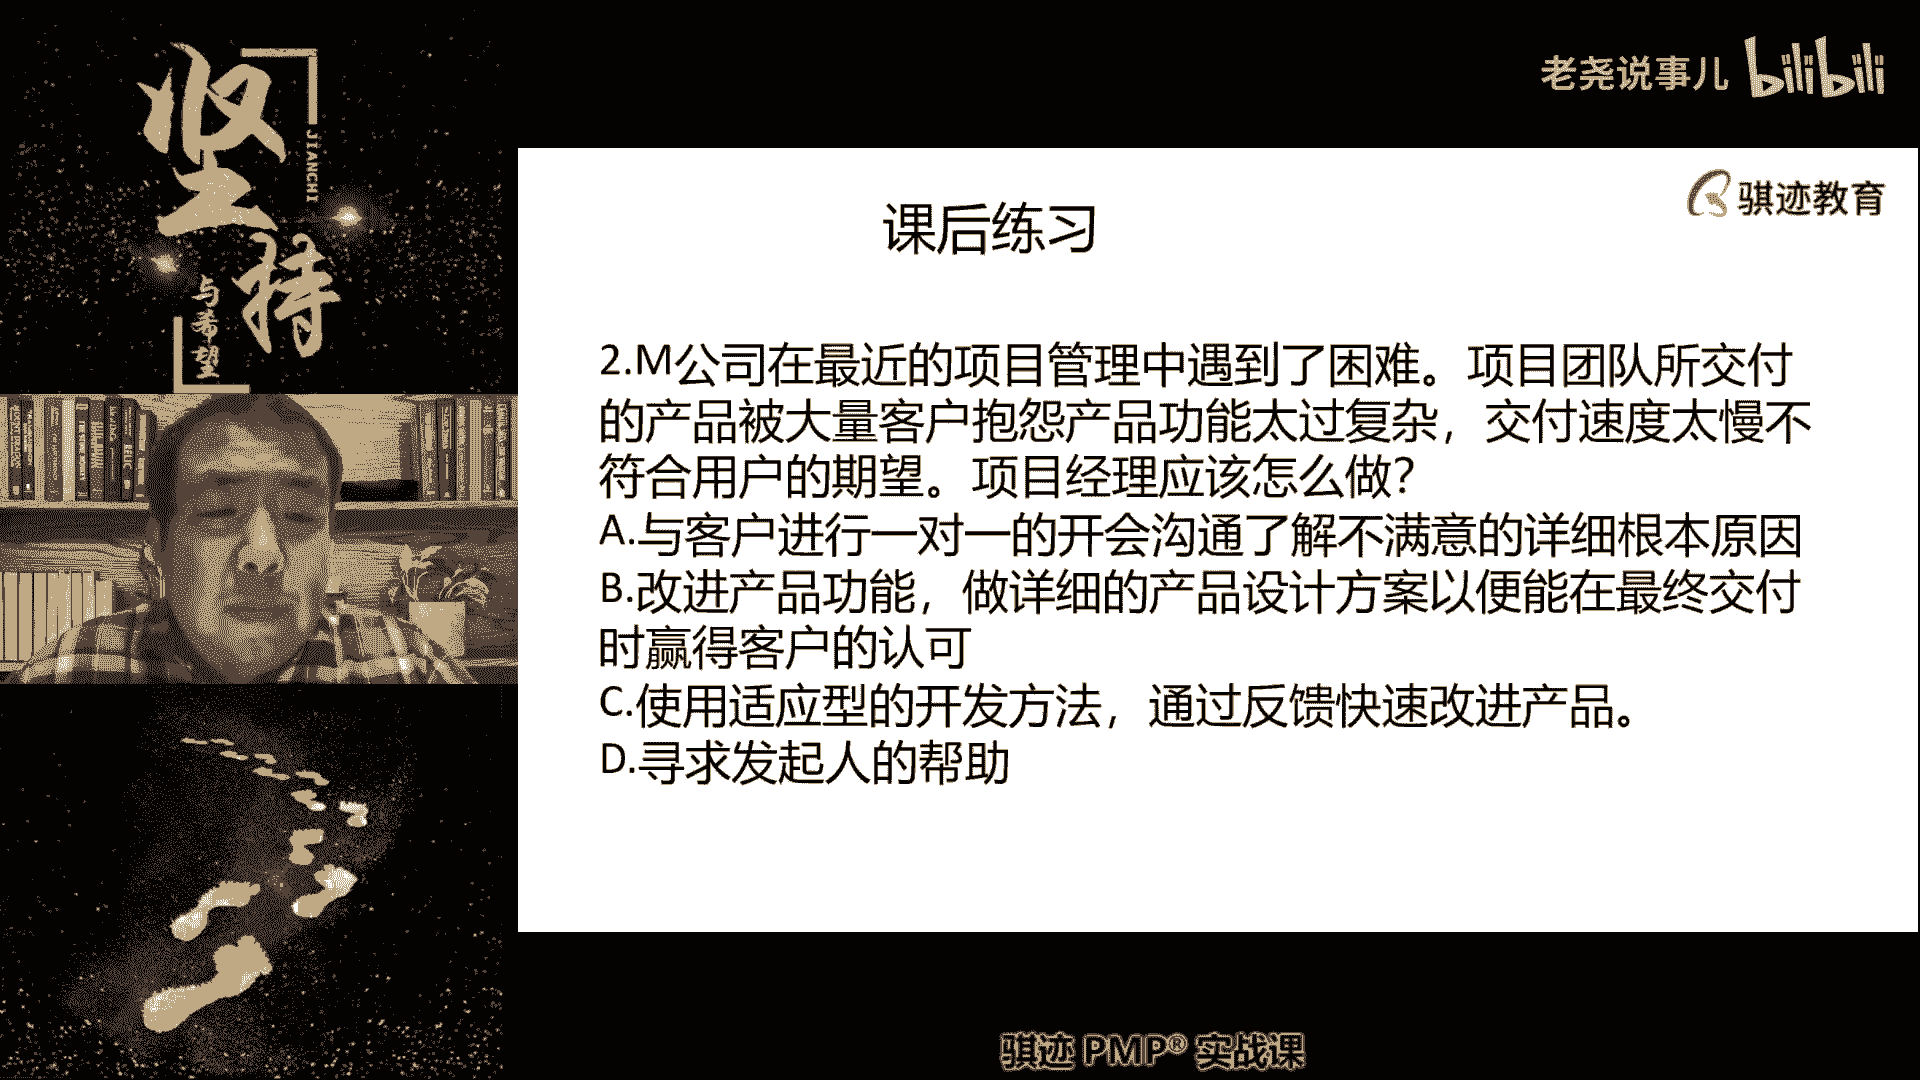 坚持
JIANCHI
与希望
老尧说事儿 bilibili
骐迹教育
课后练习
2.M公司在最近的项目管理中遇到了困难。项目团队所交付
的产品被大量客户抱怨产品功能太过复杂，交付速度太慢不
符合用户的期望。项目经理应该怎么做？
A.与客户进行一对一的开会沟通了解不满意的详细根本原因
B.改进产品功能，做详细的产品设计方案以便能在最终交付
时赢得客户的认可
C.使用适应型的开发方法，通过反馈快速改进产品。
D.寻求发起人的帮助
骐迹 PMP® 实战课